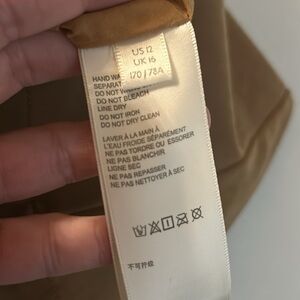 US 12
UK 16
170/78A
HAND WA
SEPARAT
DO NOT
DO NOT BLEACH
LINE DRY
DO NOT IRON
DO NOT DRY CLEAN
LAVER À LA MAIN À
L'EAU FROIDE SÉPARÉMENT
NE PAS TORDRE OU ESSORER
NE PAS BLANCHIR
LIGNE SEC
NE PAS REPASSER
NE PAS NETTOYER À SEC
不可拧绞